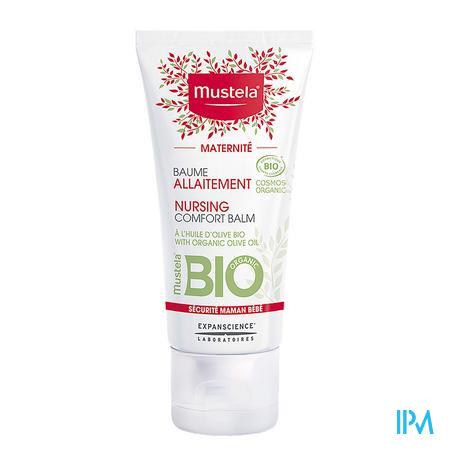 Mustela®
MATERNITÉ
BAUME
ALLAITEMENT
NURSING
COMFORT BALM
À L'HUILE D'OLIVE BIO
WITH ORGANIC OLIVE OIL
BIO
COSMOS
ORGANIC
Mustela
BIO
ORGANIC
SÉCURITÉ MAMAN BÉBÉ
EXPANSCIENCE®
LABORATOIRES
IPM